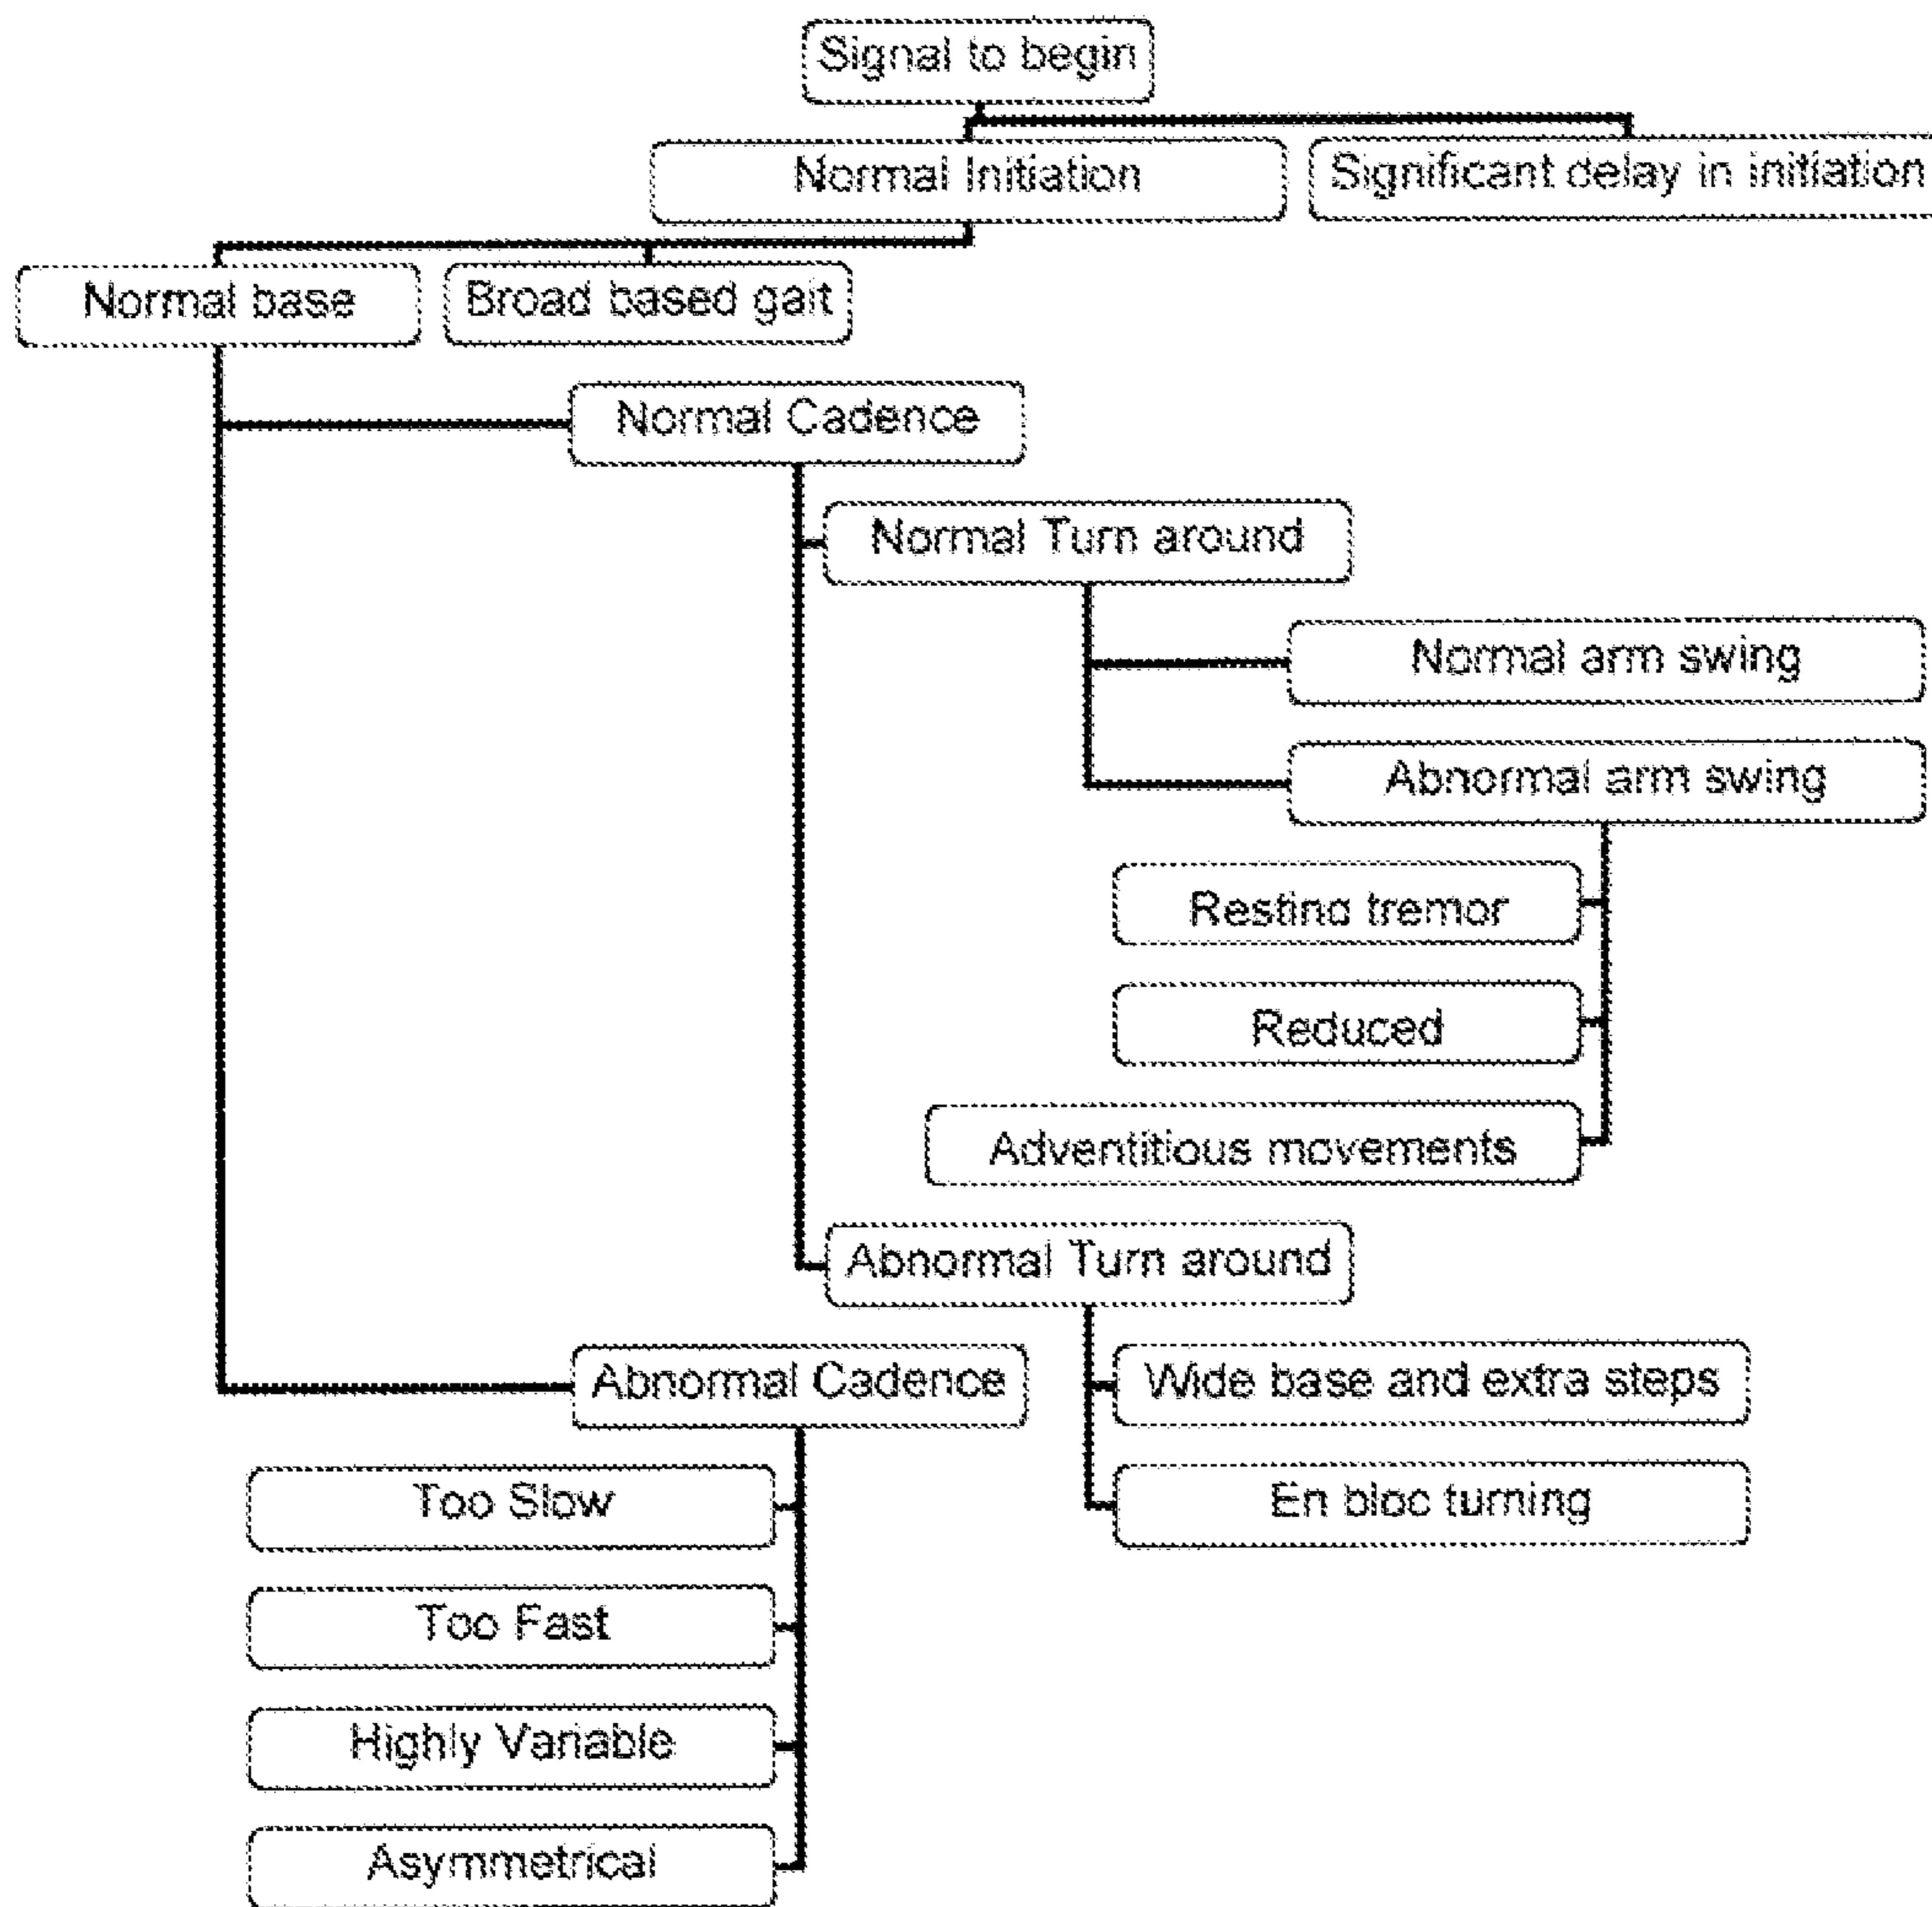 Signal to begin
Normal Initiation
Significant delay in initiation
Normal base
Broad based gait
Normal Cadence
Normal Turn around
Normal arm swing
Abnormal arm swing
Resting tremor
Reduced
Adventitious movements
Abnormal Turn around
Abnormal Cadence
Wide base and extra steps
Too Slow
En bloc turning
Too Fast
Highly Variable
Asymmetrical